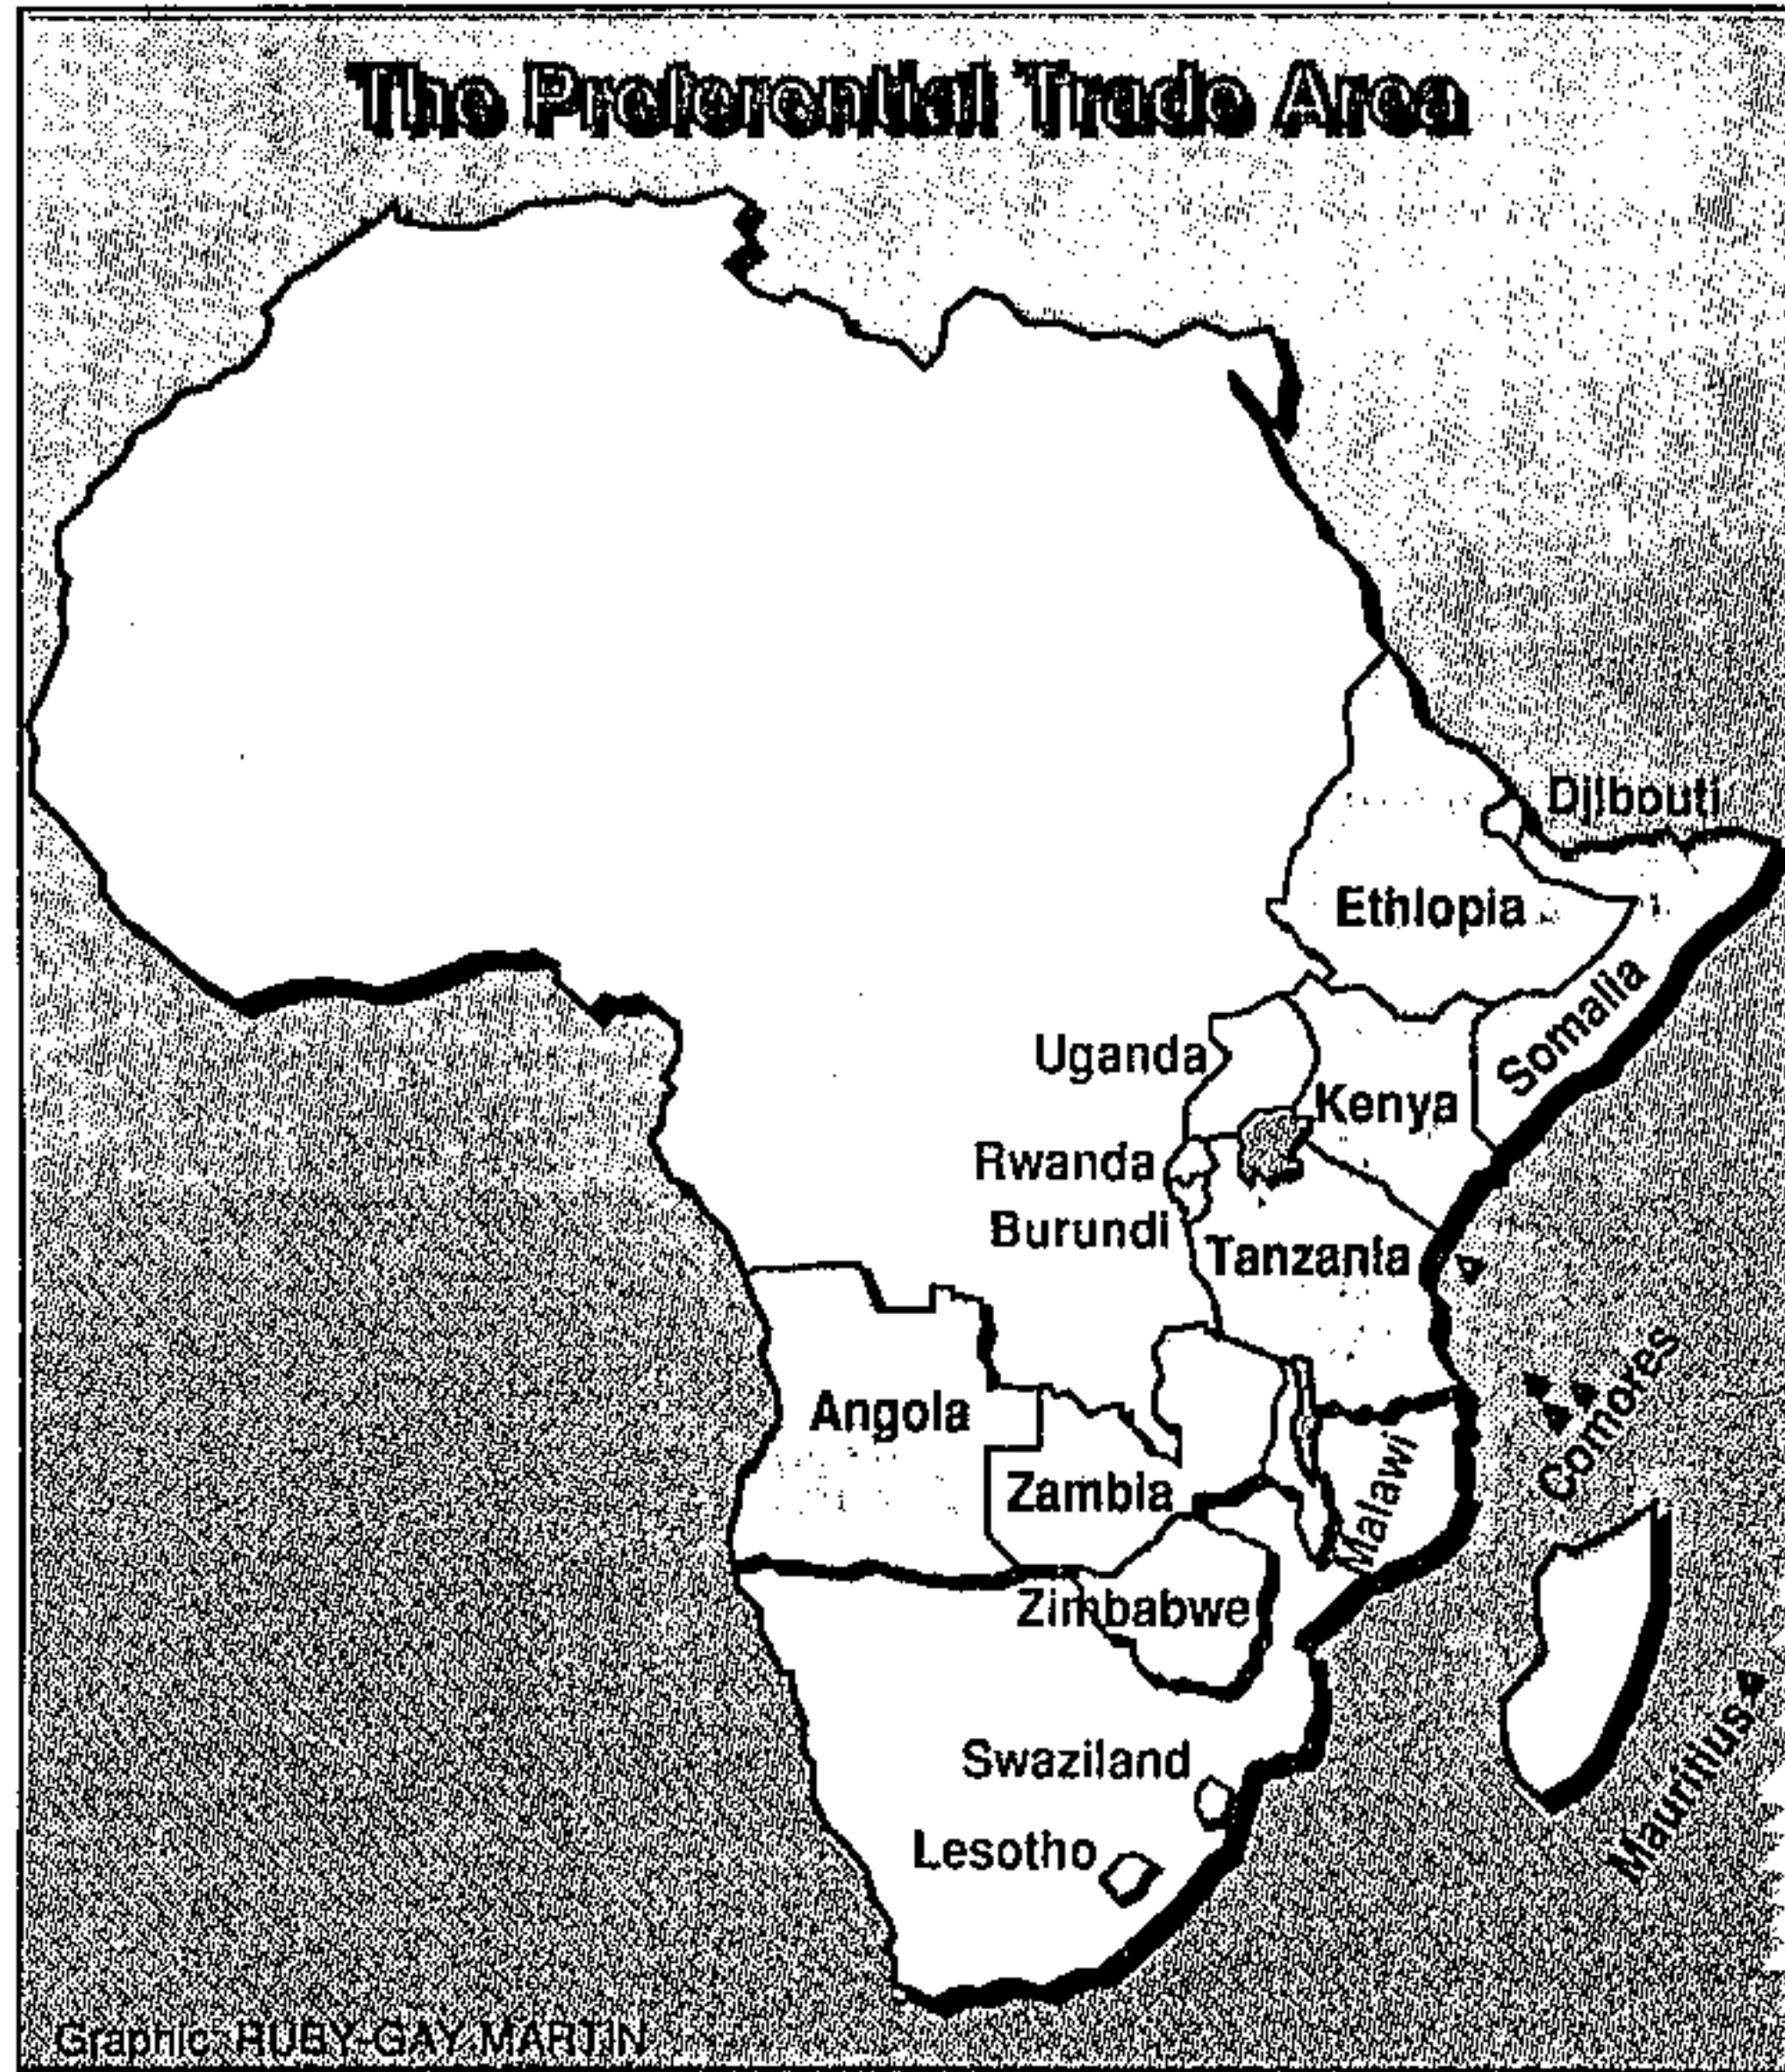 The Preferential Trade Area
Djibouti
Ethiopia
Somalia
Uganda
Kenya
Rwanda
Burundi
Tanzania
Comores
Angola
Zambia
Malawi
Zimbabwe
Mauritius
Swaziland
Lesotho
Graphic: RUBY-GAY MARTIN